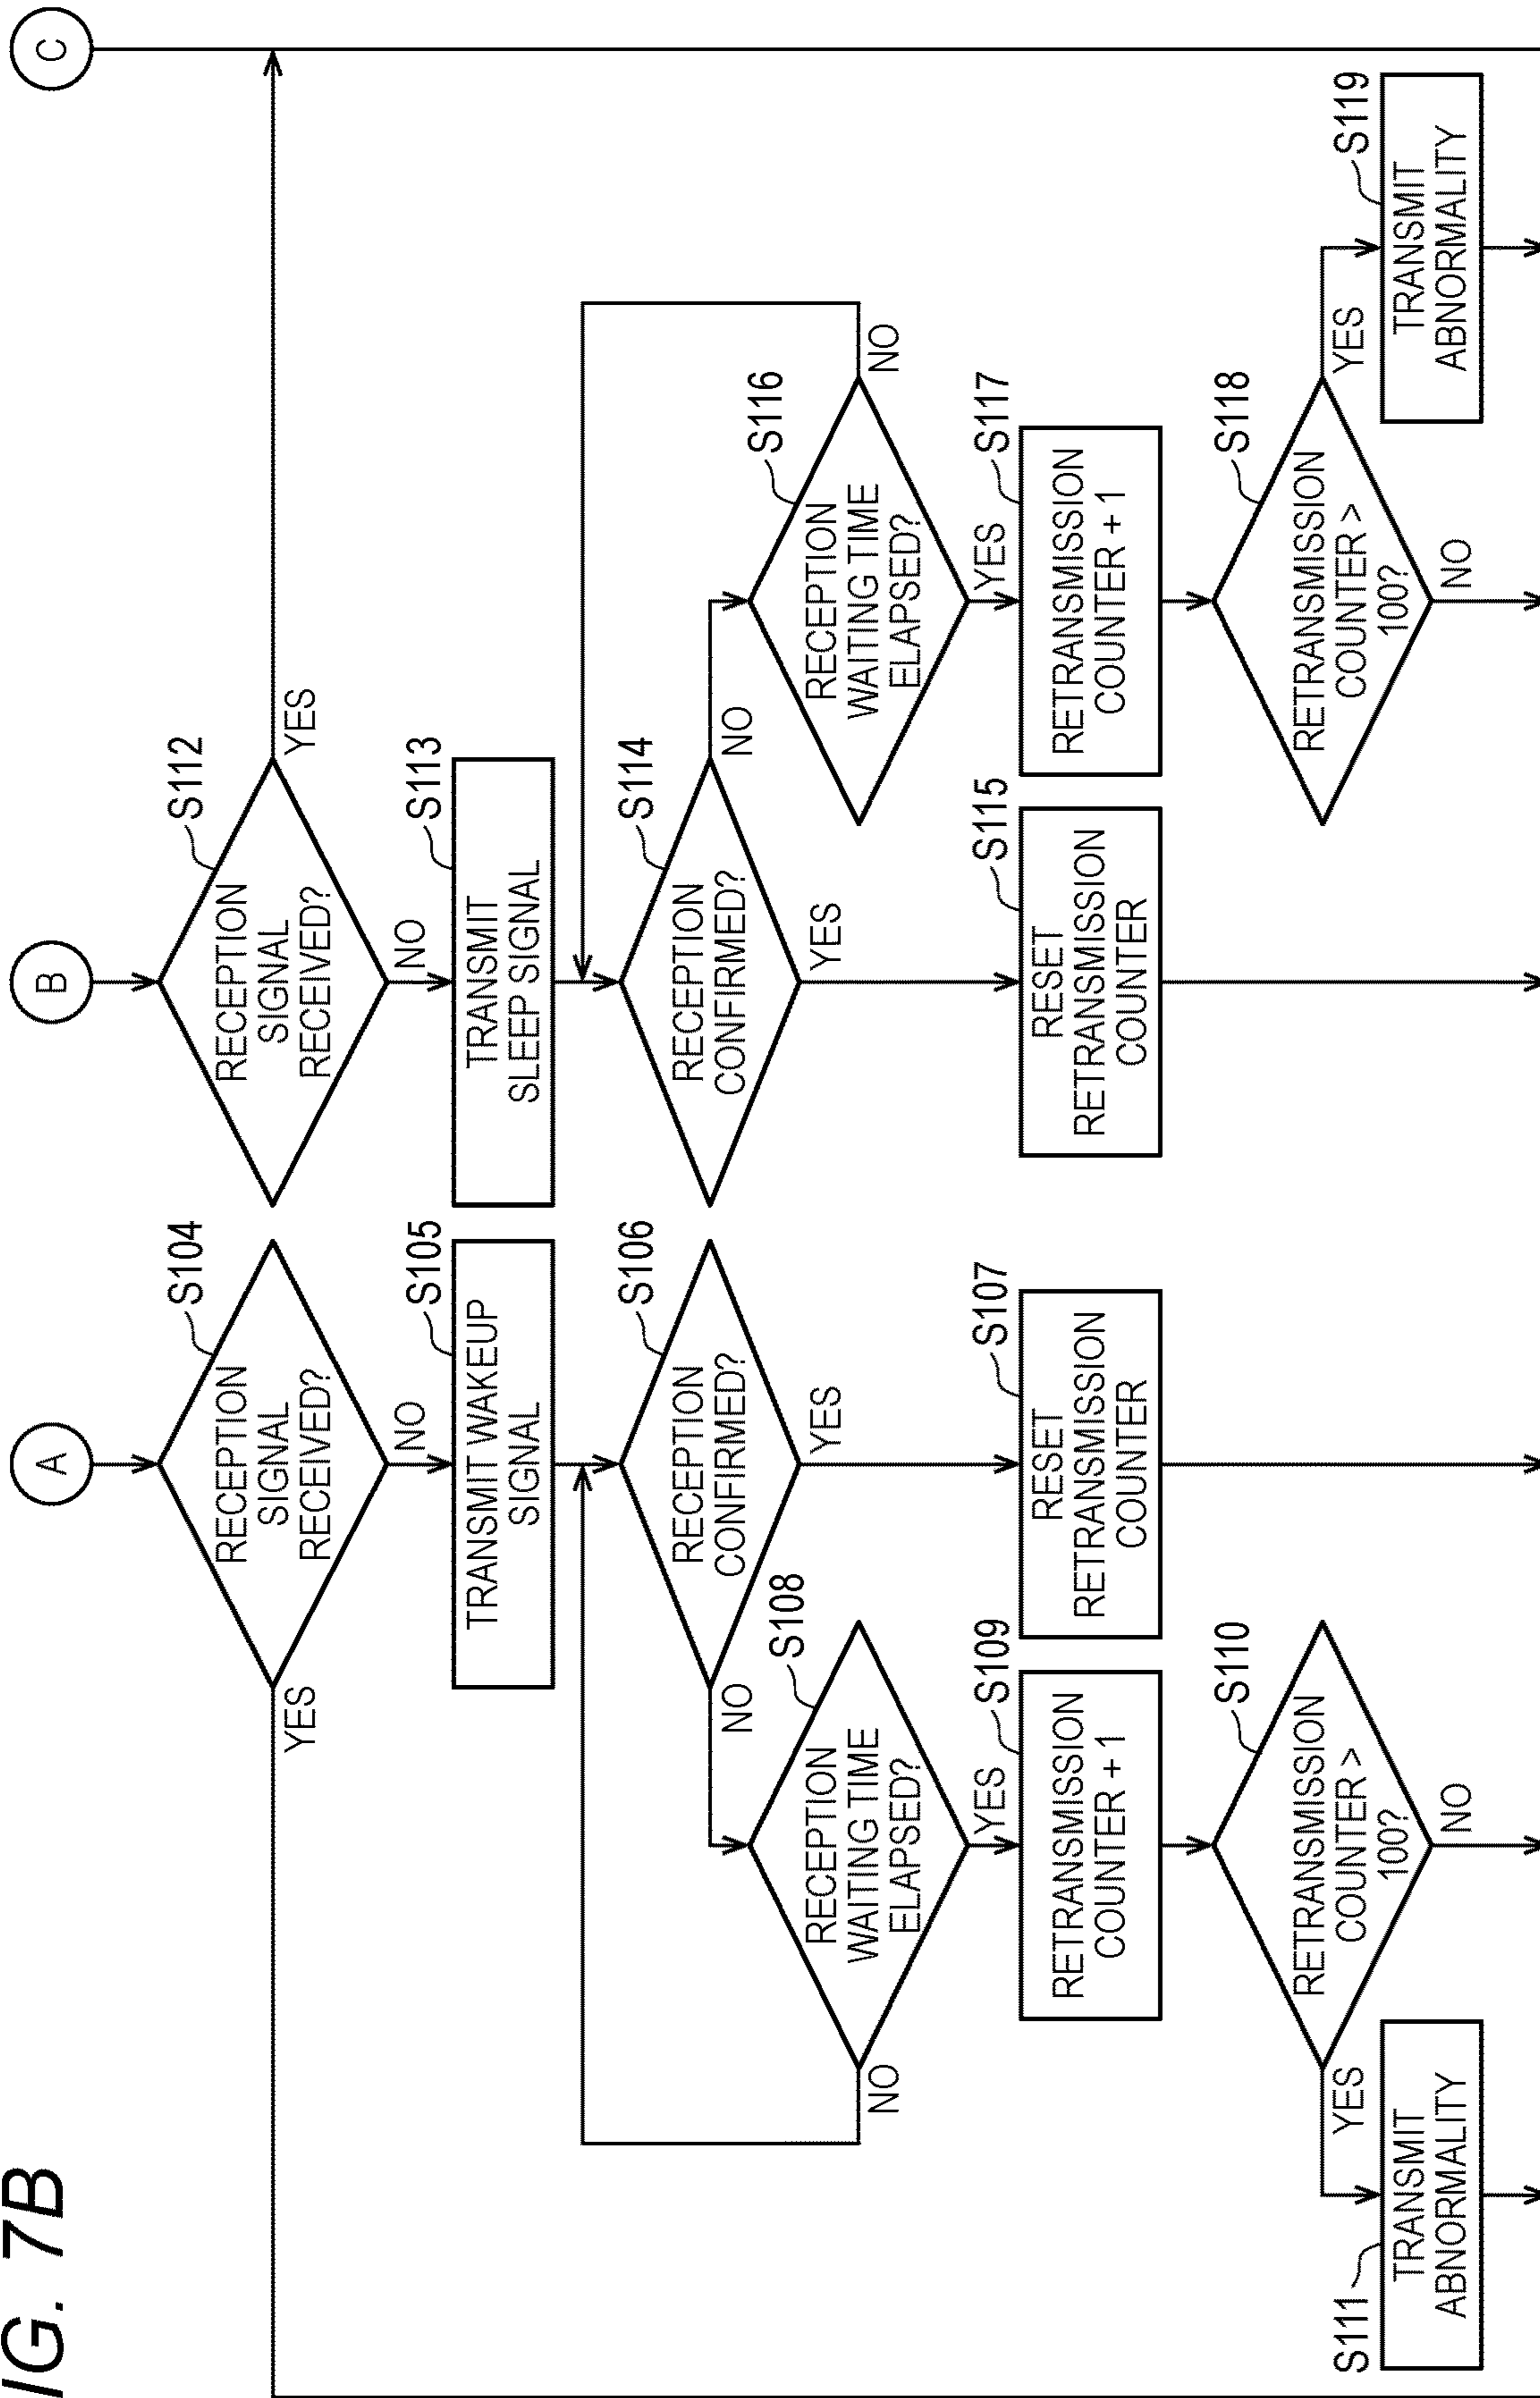 IG. 7B
A
B
C
S104
RECEPTION
SIGNAL
RECEIVED?
YES
NO
S105
TRANSMIT WAKEUP
SIGNAL
S106
RECEPTION
CONFIRMED?
NO
YES
S108
RECEPTION
WAITING TIME
ELAPSED?
NO
YES
S107
RESET
RETRANSMISSION
COUNTER
S109
RETRANSMISSION
COUNTER + 1
S110
RETRANSMISSION
COUNTER >
100?
YES
NO
S111
TRANSMIT
ABNORMALITY
S112
RECEPTION
SIGNAL
RECEIVED?
YES
NO
S113
TRANSMIT
SLEEP SIGNAL
S114
RECEPTION
CONFIRMED?
NO
YES
S116
RECEPTION
WAITING TIME
ELAPSED?
NO
YES
S115
RESET
RETRANSMISSION
COUNTER
S117
RETRANSMISSION
COUNTER + 1
S118
RETRANSMISSION
COUNTER >
100?
YES
NO
S119
TRANSMIT
ABNORMALITY